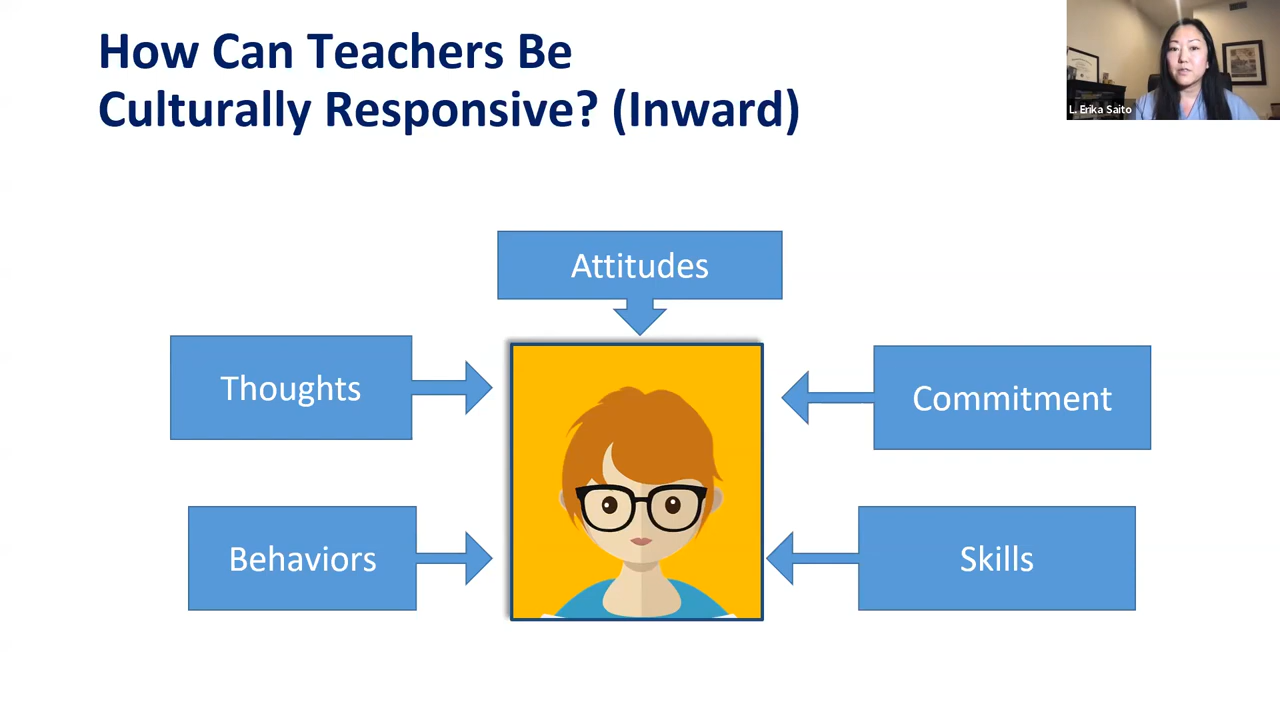 How Can Teachers Be
Culturally Responsive? (Inward)
L. Erika Saito
Attitudes
Thoughts
Commitment
Behaviors
Skills